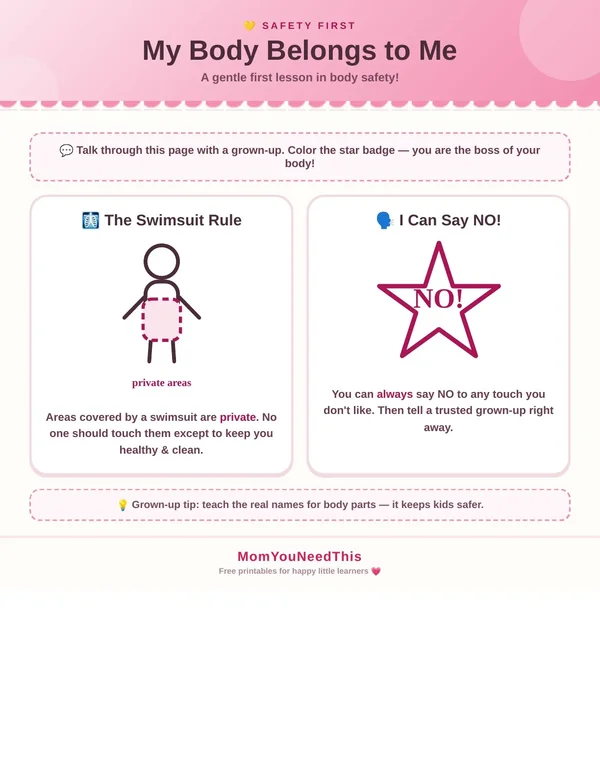 💛 SAFETY FIRST
My Body Belongs to Me
A gentle first lesson in body safety!
💬 Talk through this page with a grown-up. Color the star badge — you are the boss of your
body!
🩻 The Swimsuit Rule
private areas
Areas covered by a swimsuit are private. No
one should touch them except to keep you
healthy & clean.
🗣️ I Can Say NO!
NO!
You can always say NO to any touch you
don't like. Then tell a trusted grown-up right
away.
💡 Grown-up tip: teach the real names for body parts — it keeps kids safer.
MomYouNeedThis
Free printables for happy little learners 💗